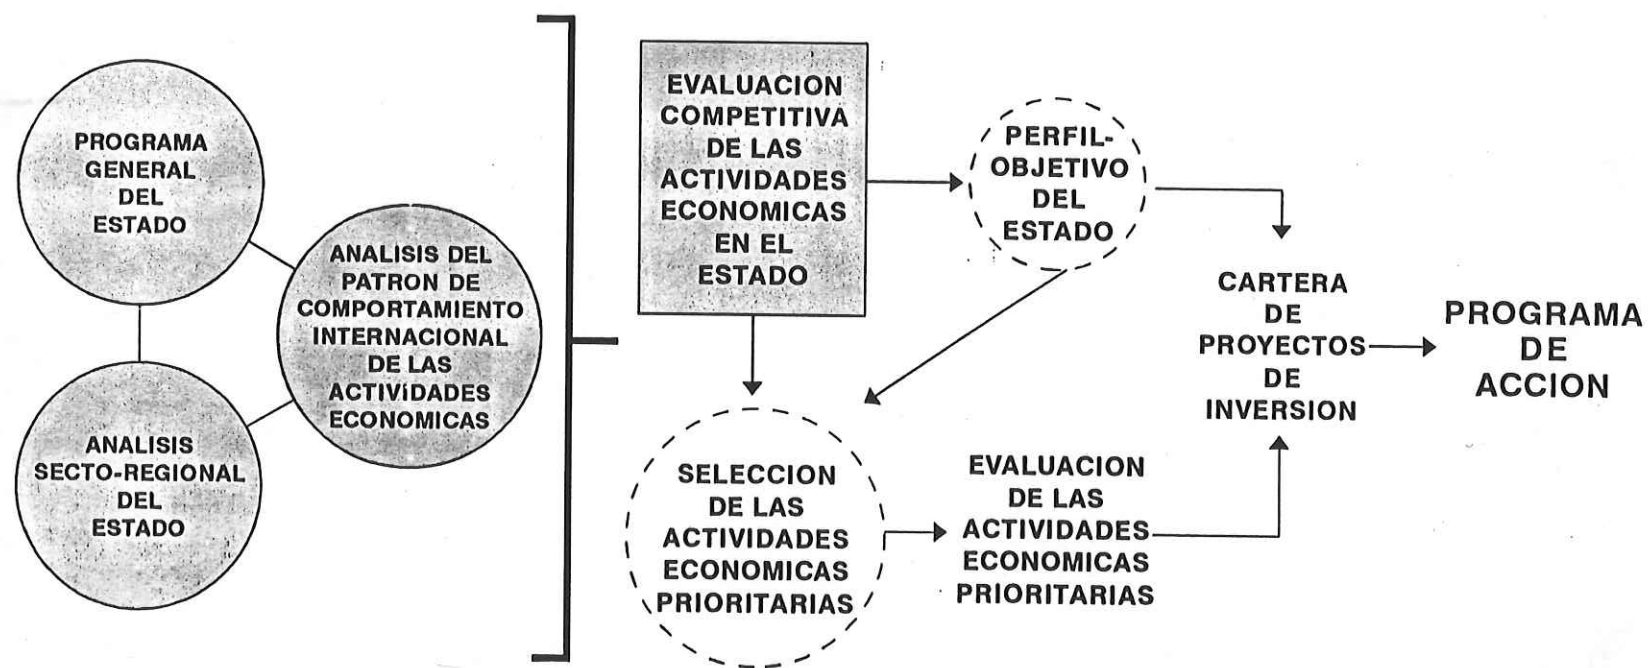 PROGRAMA
GENERAL
DEL
ESTADO
ANALISIS DEL
PATRON DE
COMPORTAMIENTO
INTERNACIONAL
DE LAS
ACTIVIDADES
ECONOMICAS
ANALISIS
SECTO-REGIONAL
DEL
ESTADO
EVALUACION
COMPETITIVA
DE LAS
ACTIVIDADES
ECONOMICAS
EN EL
ESTADO
PERFIL-
OBJETIVO
DEL
ESTADO
SELECCION
DE LAS
ACTIVIDADES
ECONOMICAS
PRIORITARIAS
EVALUACION
DE LAS
ACTIVIDADES
ECONOMICAS
PRIORITARIAS
CARTERA
DE
PROYECTOS
DE
INVERSION
PROGRAMA
DE
ACCION